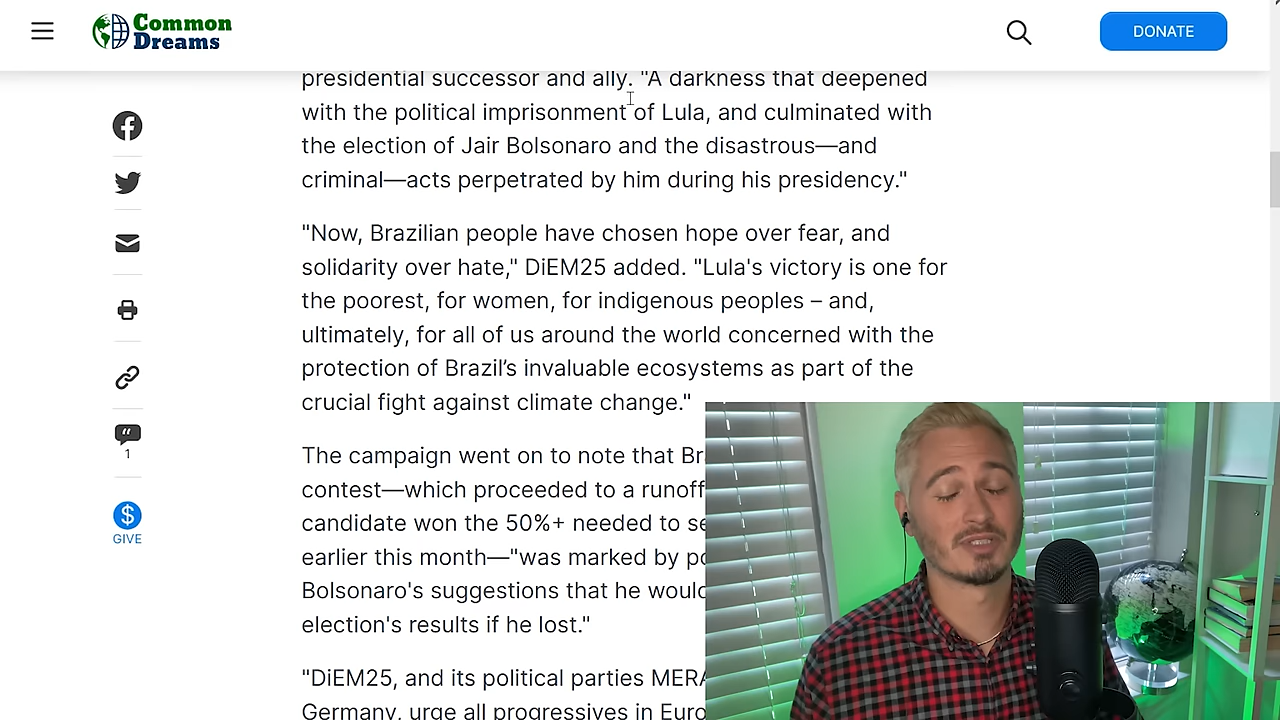 Common
Dreams
DONATE
presidential successor and ally. "A darkness that deepened
with the political imprisonment of Lula, and culminated with
the election of Jair Bolsonaro and the disastrous—and
criminal—acts perpetrated by him during his presidency."
"Now, Brazilian people have chosen hope over fear, and
solidarity over hate," DiEM25 added. "Lula's victory is one for
the poorest, for women, for indigenous peoples – and,
ultimately, for all of us around the world concerned with the
protection of Brazil’s invaluable ecosystems as part of the
crucial fight against climate change."
1
GIVE
The campaign went on to note that
contest—which proceeded to a runoff
candidate won the 50%+ needed to
earlier this month—"was marked by
Bolsonaro's suggestions that he
election's results if he lost."
"DiEM25, and its political parties
Germany, urge all progressives in